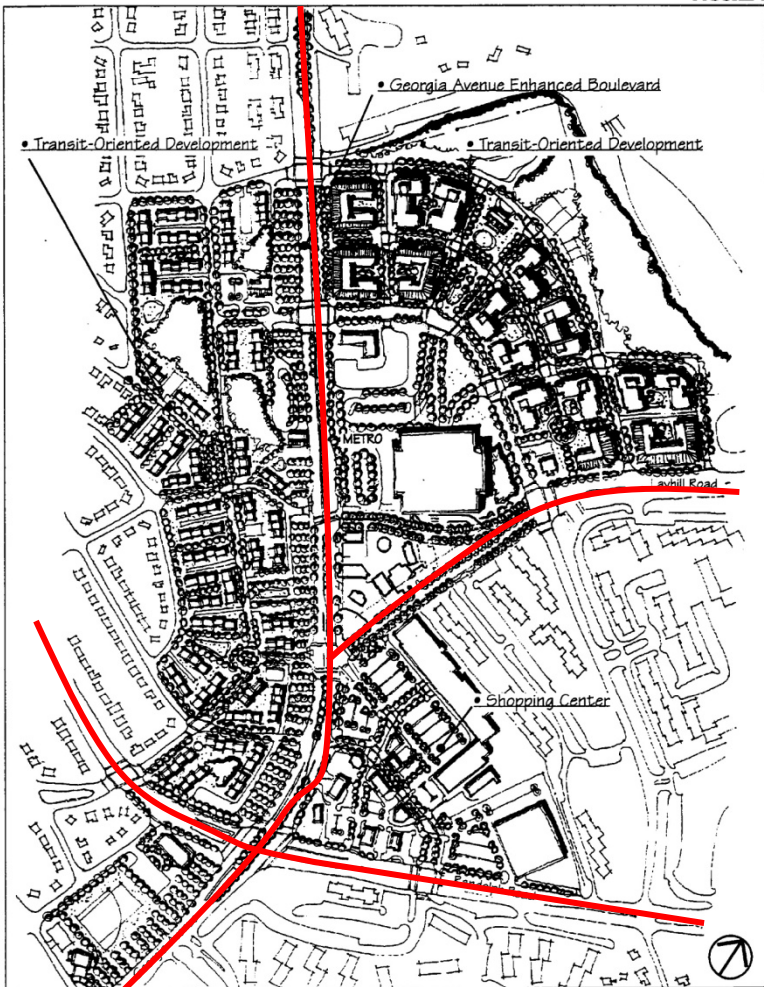 • Georgia Avenue Enhanced Boulevard
• Transit-Oriented Development
• Transit-Oriented Development
METRO
Layhill Road
• Shopping Center